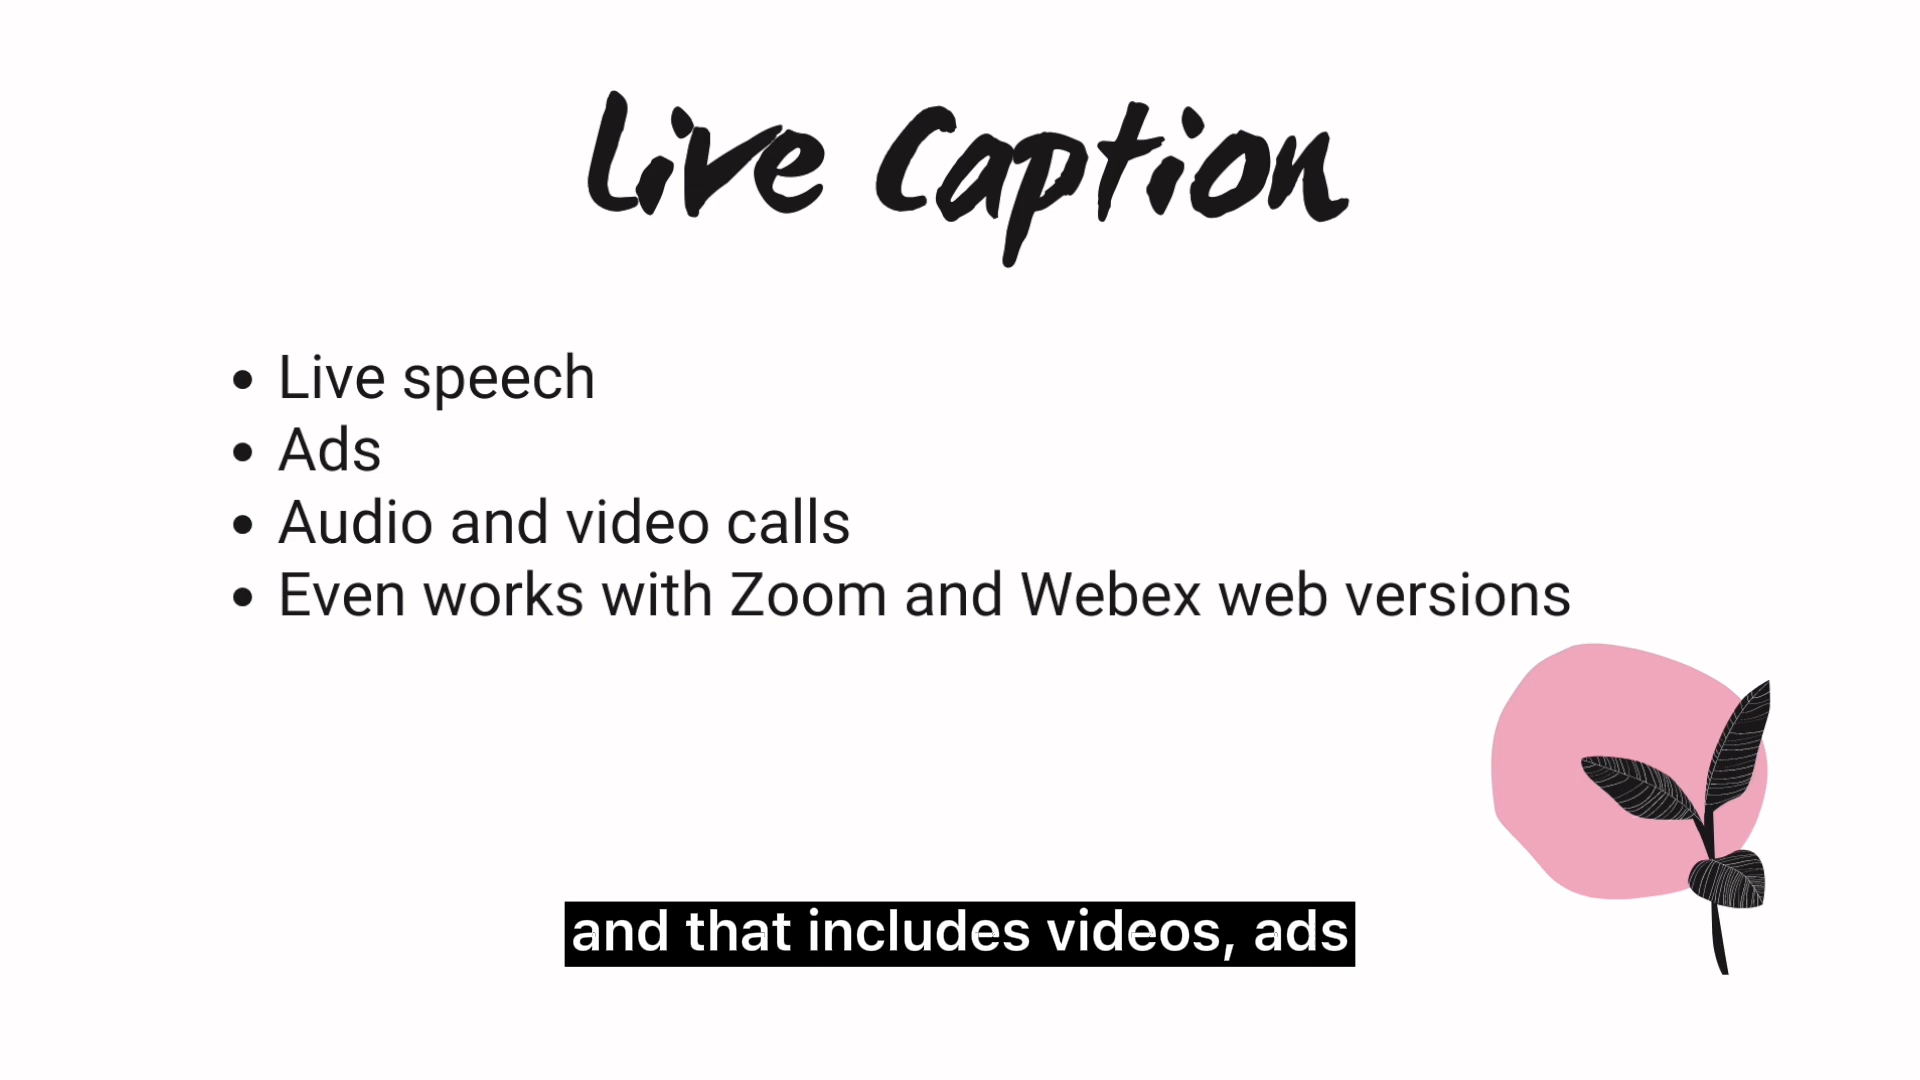 Live Caption
• Live speech
• Ads
• Audio and video calls
• Even works with Zoom and Webex web versions
and that includes videos, ads